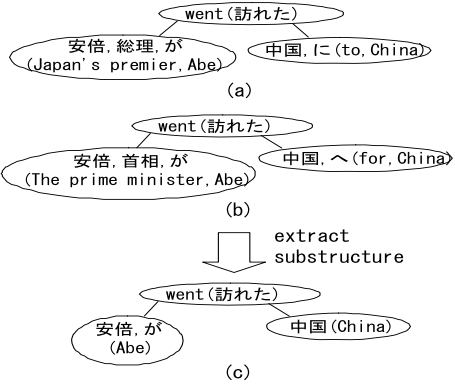 went(訪れた)
安倍,総理,が
(Japan's premier,Abe)
中国,に(to,China)
(a)
went(訪れた)
安倍,首相,が
(The prime minister,Abe)
中国,へ(for,China)
(b)
extract
substructure
went(訪れた)
安倍,が
(Abe)
中国(China)
(c)